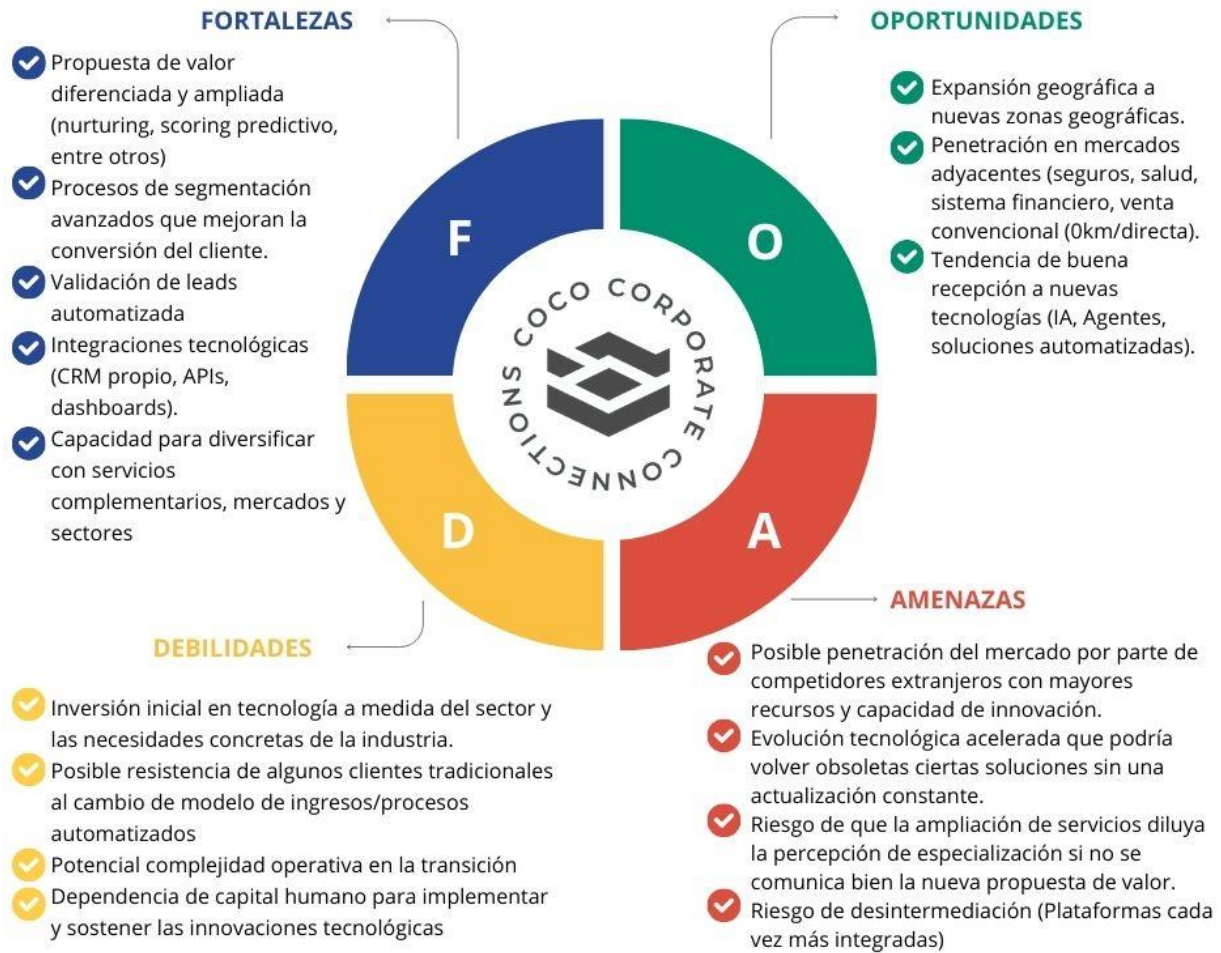 FORTALEZAS
Propuesta de valor
diferenciada y ampliada
(nurturing, scoring predictivo,
entre otros)
Procesos de segmentación
avanzados que mejoran la
conversión del cliente.
Validación de leads
automatizada
Integraciones tecnológicas
(CRM propio, APIs,
dashboards).
Capacidad para diversificar
con servicios
complementarios, mercados y
sectores
OPORTUNIDADES
Expansión geográfica a
nuevas zonas geográficas.
Penetración en mercados
adyacentes (seguros, salud,
sistema financiero, venta
convencional (0km/directa).
Tendencia de buena
recepción a nuevas
tecnologías (IA, Agentes,
soluciones automatizadas).
F
O
COCO CORPORATE CONNECTIONS
D
A
DEBILIDADES
Inversión inicial en tecnología a medida del sector y
las necesidades concretas de la industria.
Posible resistencia de algunos clientes tradicionales
al cambio de modelo de ingresos/procesos
automatizados
Potencial complejidad operativa en la transición
Dependencia de capital humano para implementar
y sostener las innovaciones tecnológicas
AMENAZAS
Posible penetración del mercado por parte de
competidores extranjeros con mayores
recursos y capacidad de innovación.
Evolución tecnológica acelerada que podría
volver obsoletas ciertas soluciones sin una
actualización constante.
Riesgo de que la ampliación de servicios diluya
la percepción de especialización si no se
comunica bien la nueva propuesta de valor.
Riesgo de desintermediación (Plataformas cada
vez más integradas)